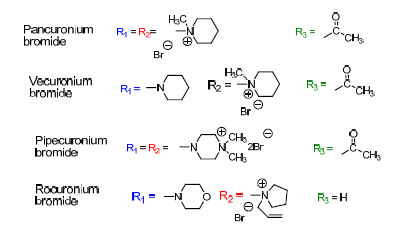 Pancuronium bromide R₁ = R₂= H₃C N ⊕ Br ⊖ R₃ = O C CH₃
Vecuronium bromide R₁ = N R₂ = H₃C N ⊕ Br ⊖ R₃ = O C CH₃
Pipecuronium bromide R₁ = R₂= N N ⊕ CH₃ CH₃ 2Br ⊖ R₃ = O C CH₃
Rocuronium bromide R₁ = N O R₂ = N ⊕ Br ⊖ R₃ = H